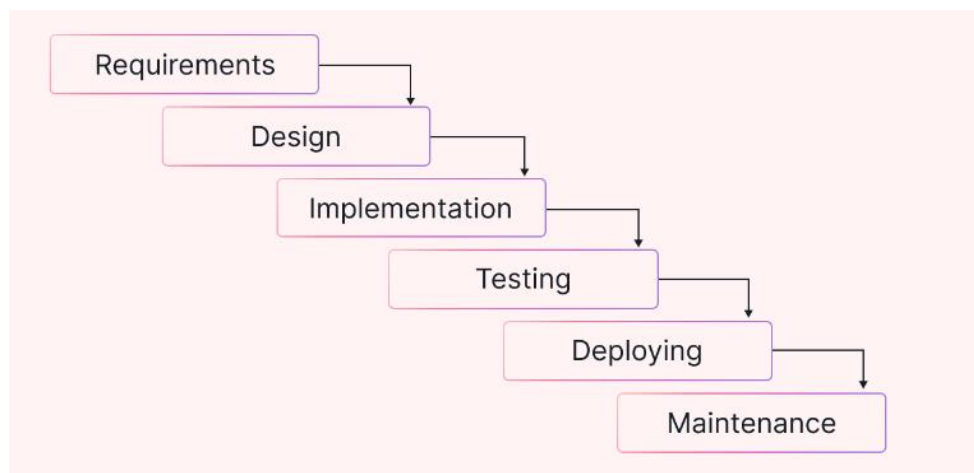 Requirements
Design
Implementation
Testing
Deploying
Maintenance